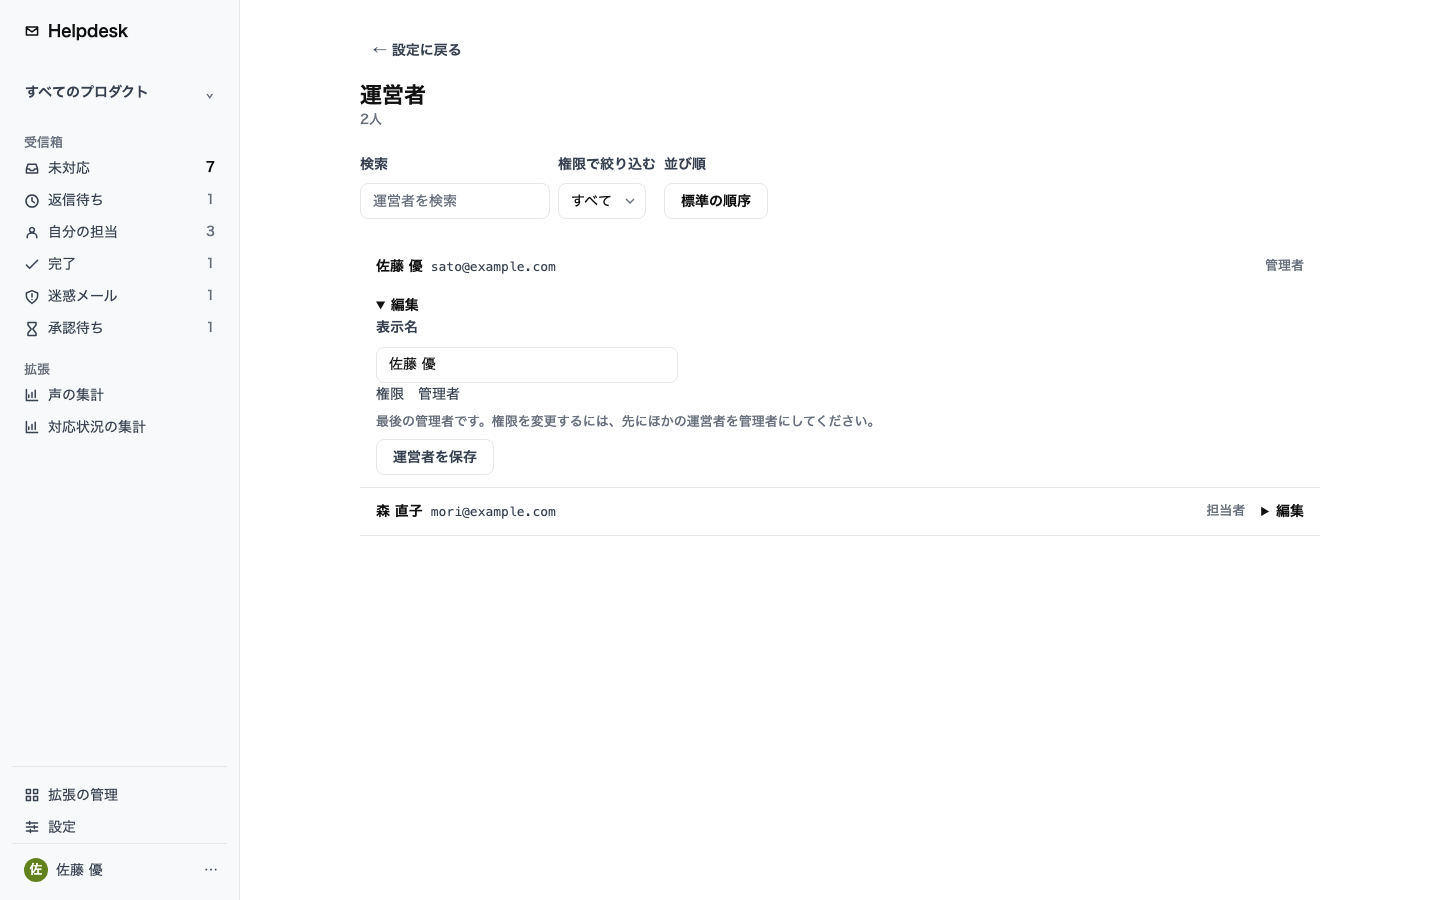 Helpdesk
すべてのプロダクト
受信箱
未対応 7
返信待ち 1
自分の担当 3
完了 1
迷惑メール 1
承認待ち 1
拡張
声の集計
対応状況の集計
拡張の管理
設定
佐 佐藤 優 …
← 設定に戻る
運営者
2人
検索 権限で絞り込む 並び順
運営者を検索 すべて 標準の順序
佐藤 優 sato@example.com 管理者
▼ 編集
表示名
佐藤 優
権限 管理者
最後の管理者です。権限を変更するには、先にほかの運営者を管理者にしてください。
運営者を保存
森 直子 mori@example.com 担当者 ▶ 編集